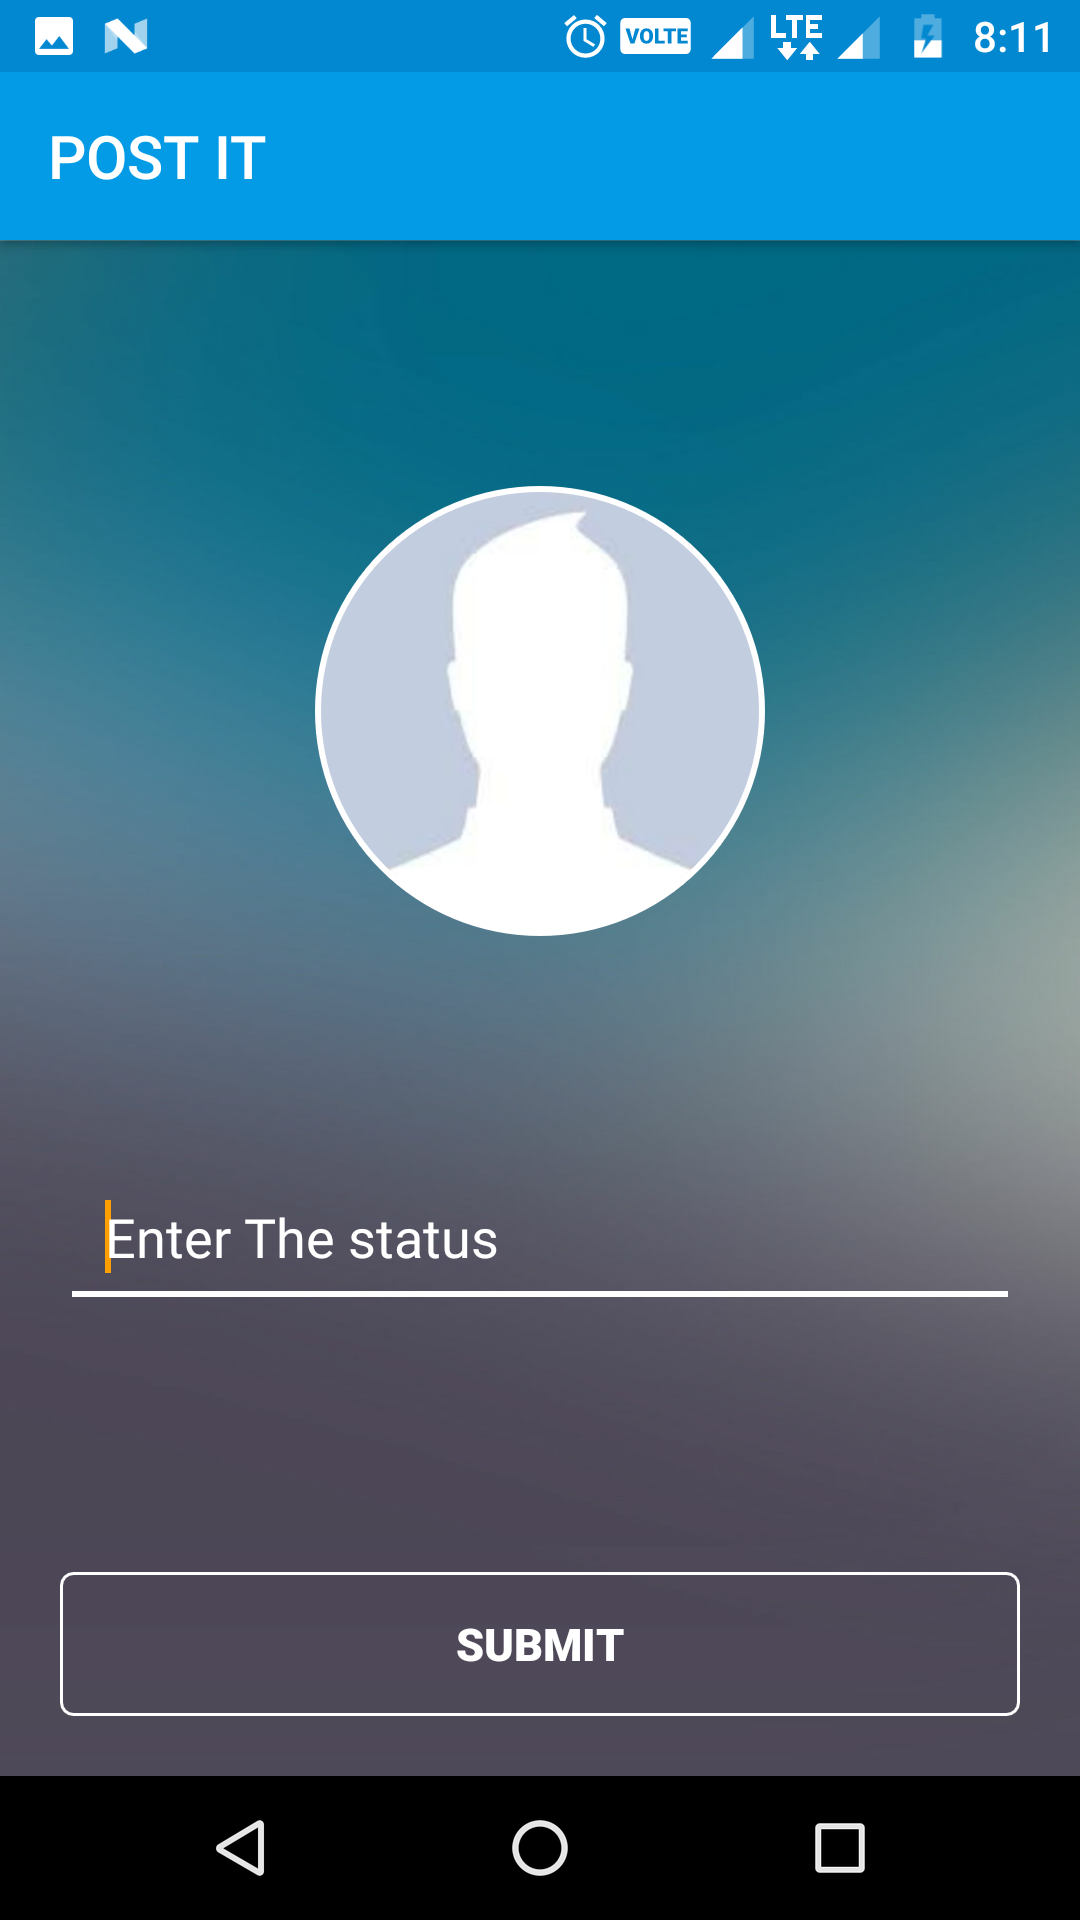 VOLTE LTE 8:11
POST IT
Enter The status
SUBMIT